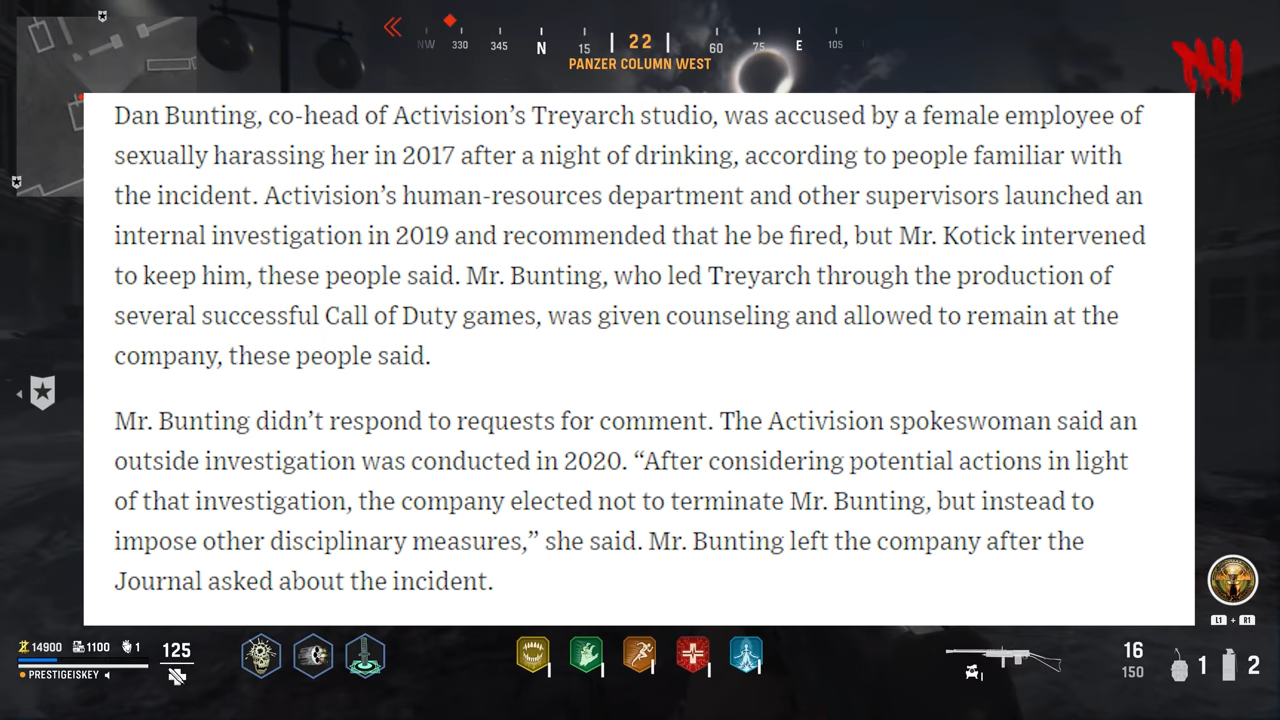 NW 330 345 N 15 22 60 75 E 105
PANZER COLUMN WEST
Dan Bunting, co-head of Activision’s Treyarch studio, was accused by a female employee of
sexually harassing her in 2017 after a night of drinking, according to people familiar with
the incident. Activision’s human-resources department and other supervisors launched an
internal investigation in 2019 and recommended that he be fired, but Mr. Kotick intervened
to keep him, these people said. Mr. Bunting, who led Treyarch through the production of
several successful Call of Duty games, was given counseling and allowed to remain at the
company, these people said.
Mr. Bunting didn’t respond to requests for comment. The Activision spokeswoman said an
outside investigation was conducted in 2020. “After considering potential actions in light
of that investigation, the company elected not to terminate Mr. Bunting, but instead to
impose other disciplinary measures,” she said. Mr. Bunting left the company after the
Journal asked about the incident.
L1 + R1
14900 1100 1 125
PRESTIGEISKEY
16
150
1 2